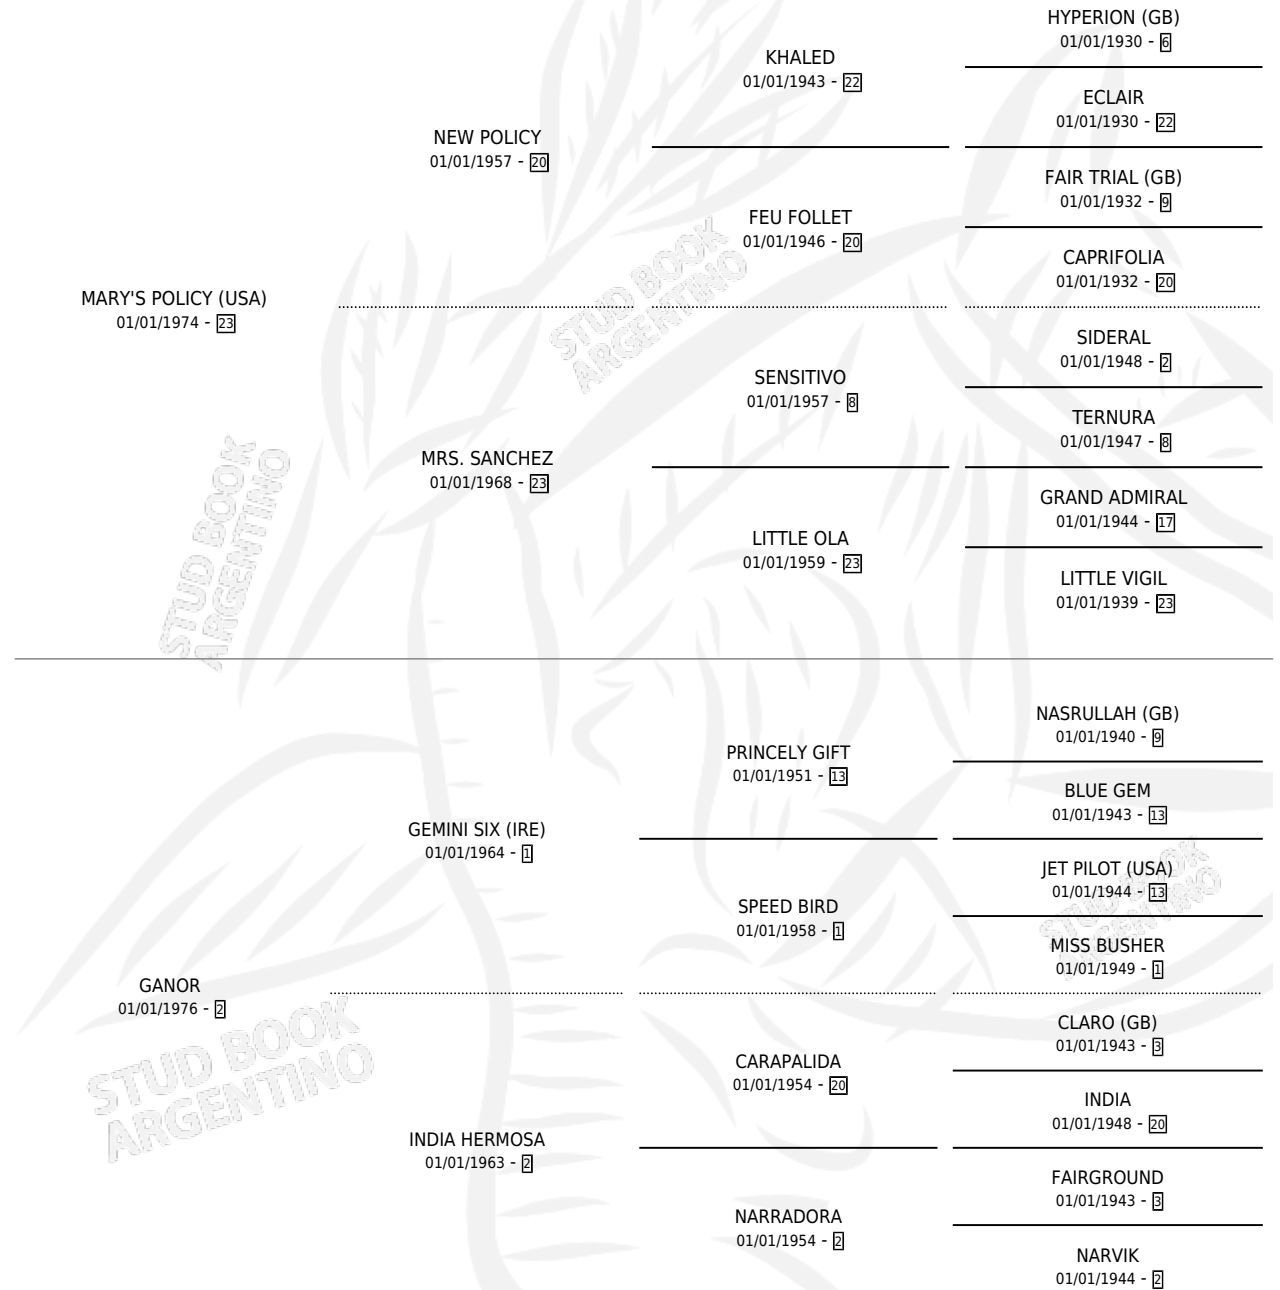 HYPERION (GB)
01/01/1930 - 6
KHALED
01/01/1943 - 22
ECLAIR
01/01/1930 - 22
NEW POLICY
01/01/1957 - 20
FAIR TRIAL (GB)
01/01/1932 - 9
FEU FOLLET
01/01/1946 - 20
CAPRIFOLIA
01/01/1932 - 20
MARY'S POLICY (USA)
01/01/1974 - 23
SIDERAL
01/01/1948 - 2
SENSITIVO
01/01/1957 - 8
TERNURA
01/01/1947 - 8
MRS. SANCHEZ
01/01/1968 - 23
GRAND ADMIRAL
01/01/1944 - 17
LITTLE OLA
01/01/1959 - 23
LITTLE VIGIL
01/01/1939 - 23
STUD BOOK
ARGENTINO
STUD BOOK
ARGENTINO
NASRULLAH (GB)
01/01/1940 - 9
PRINCELY GIFT
01/01/1951 - 13
BLUE GEM
01/01/1943 - 13
GEMINI SIX (IRE)
01/01/1964 - 1
JET PILOT (USA)
01/01/1944 - 13
SPEED BIRD
01/01/1958 - 1
MISS BUSHER
01/01/1949 - 1
GANOR
01/01/1976 - 2
CLARO (GB)
01/01/1943 - 3
CARAPALIDA
01/01/1954 - 20
INDIA
01/01/1948 - 20
INDIA HERMOSA
01/01/1963 - 2
FAIRGROUND
01/01/1943 - 3
NARRADORA
01/01/1954 - 2
NARVIK
01/01/1944 - 2
STUD BOOK
ARGENTINO
STUD BOOK
ARGENTINO